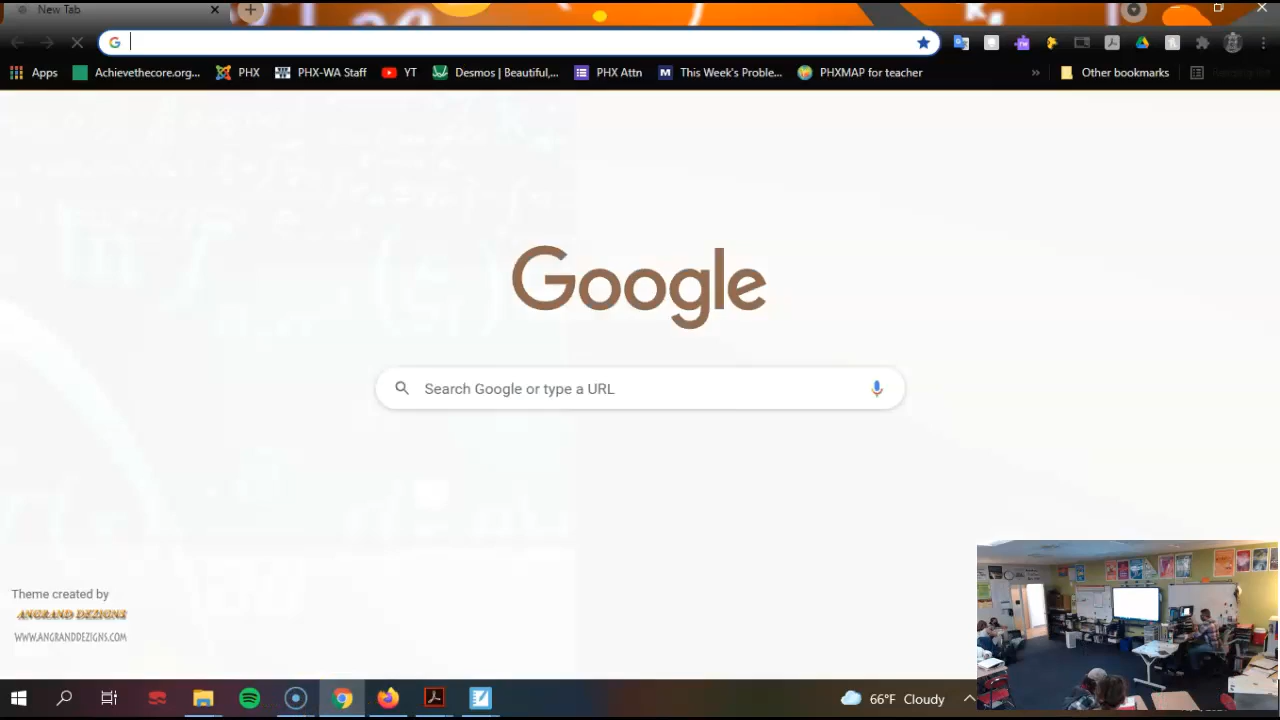 New Tab
Apps Achievethecore.org... PHX PHX-WA Staff YT Desmos | Beautiful,... PHX Attn This Week's Proble... PHXMAP for teacher » Other bookmarks Reading list
Google
Search Google or type a URL
Theme created by
ANGRAND DEZIGNS
WWW.ANGRANDDEZIGNS.COM
66°F Cloudy